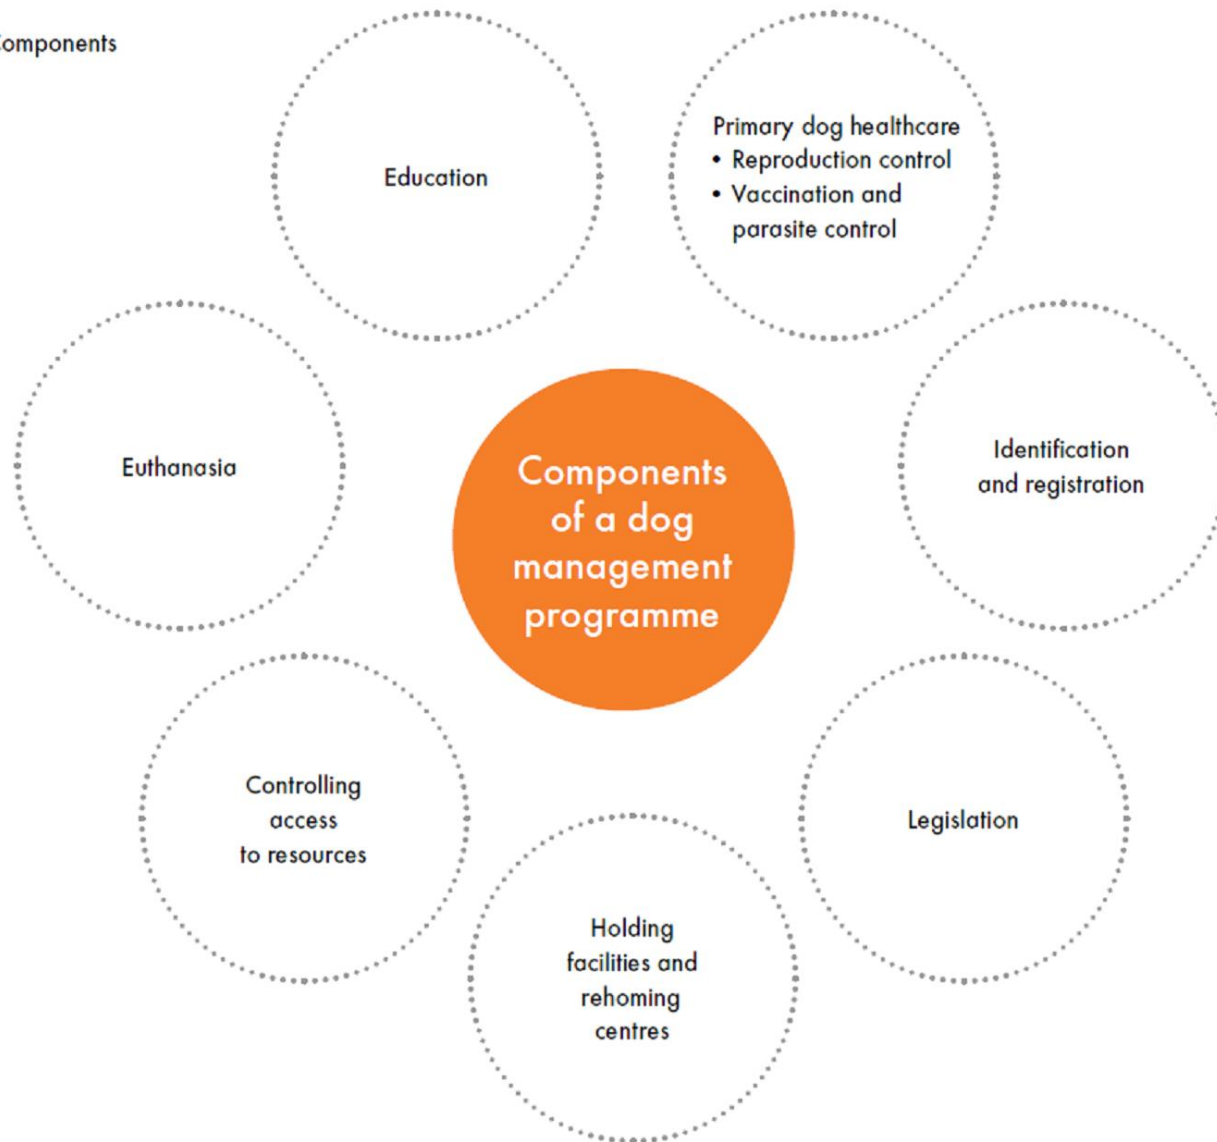 Components
Education
Primary dog healthcare
• Reproduction control
• Vaccination and
parasite control
Euthanasia
Components
of a dog
management
programme
Identification
and registration
Controlling
access
to resources
Legislation
Holding
facilities and
rehoming
centres